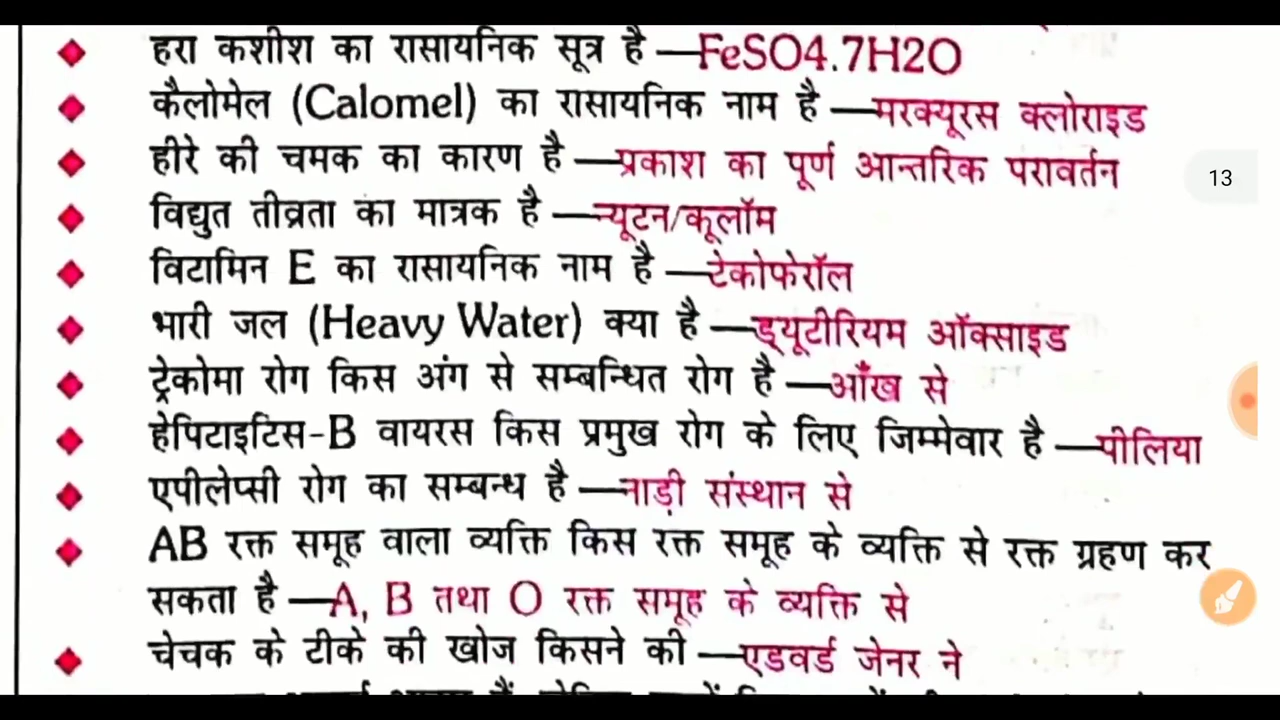 हरा कशीश का रासायनिक सूत्र है —FeSO4.7H2O
कैलोमेल (Calomel) का रासायनिक नाम है —मरक्यूरस क्लोराइड
हीरे की चमक का कारण है —प्रकाश का पूर्ण आन्तरिक परावर्तन
13
विद्युत तीव्रता का मात्रक है —न्यूटन/कूलॉम
विटामिन E का रासायनिक नाम है —टेकोफेरॉल
भारी जल (Heavy Water) क्या है —ड्यूटीरियम ऑक्साइड
ट्रेकोमा रोग किस अंग से सम्बन्धित रोग है —आँख से
हेपिटाइटिस-B वायरस किस प्रमुख रोग के लिए जिम्मेवार है —पीलिया
एपीलेप्सी रोग का सम्बन्ध है —नाड़ी संस्थान से
AB रक्त समूह वाला व्यक्ति किस रक्त समूह के व्यक्ति से रक्त ग्रहण कर
सकता है —A, B तथा O रक्त समूह के व्यक्ति से
चेचक के टीके की खोज किसने की —एडवर्ड जेनर ने